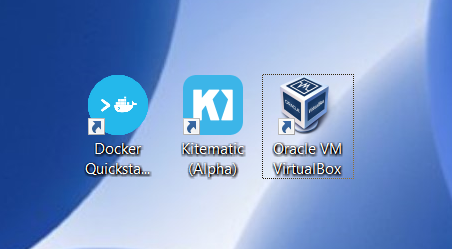 Docker
Quicksta...
Kitematic
(Alpha)
Oracle VM
VirtualBox